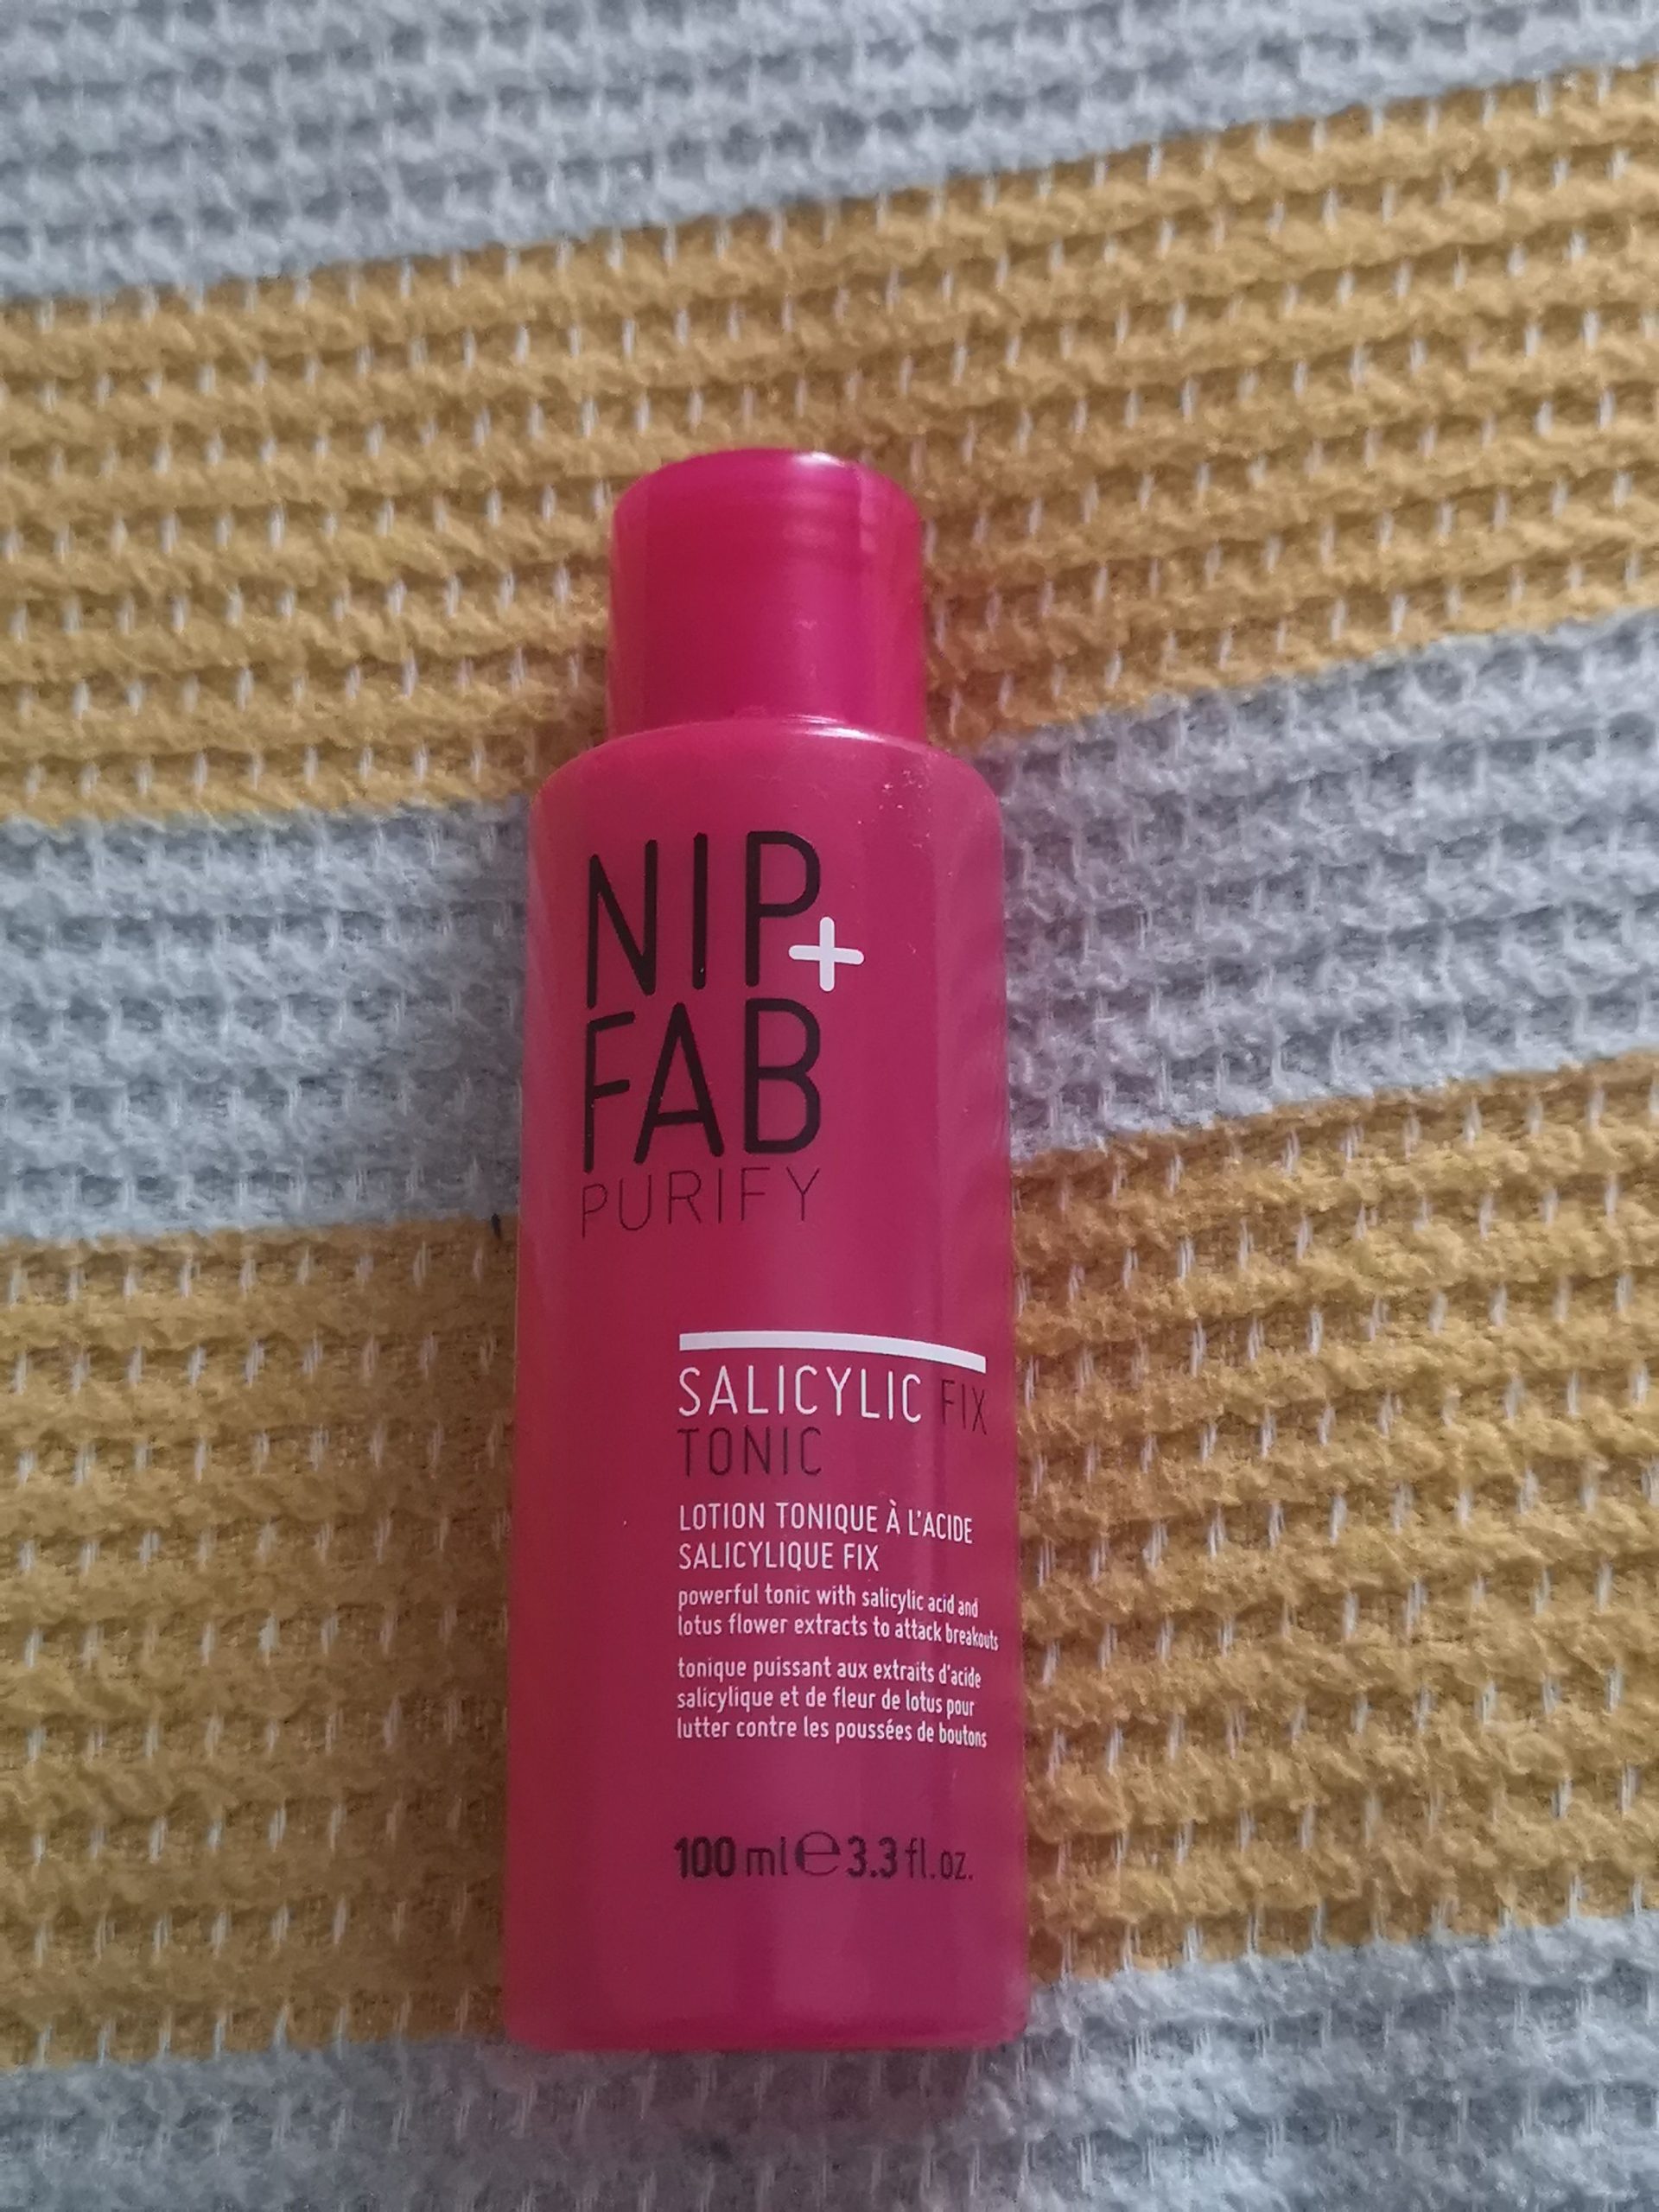 NIP+
FAB
PURIFY
SALICYLIC FIX
TONIC
LOTION TONIQUE À L'ACIDE
SALICYLIQUE FIX
powerful tonic with salicylic acid and
lotus flower extracts to attack breakouts
tonique puissant aux extraits d'acide
salicylique et de fleur de lotus pour
lutter contre les poussées de boutons
100 ml ℮ 3.3 fl.oz.